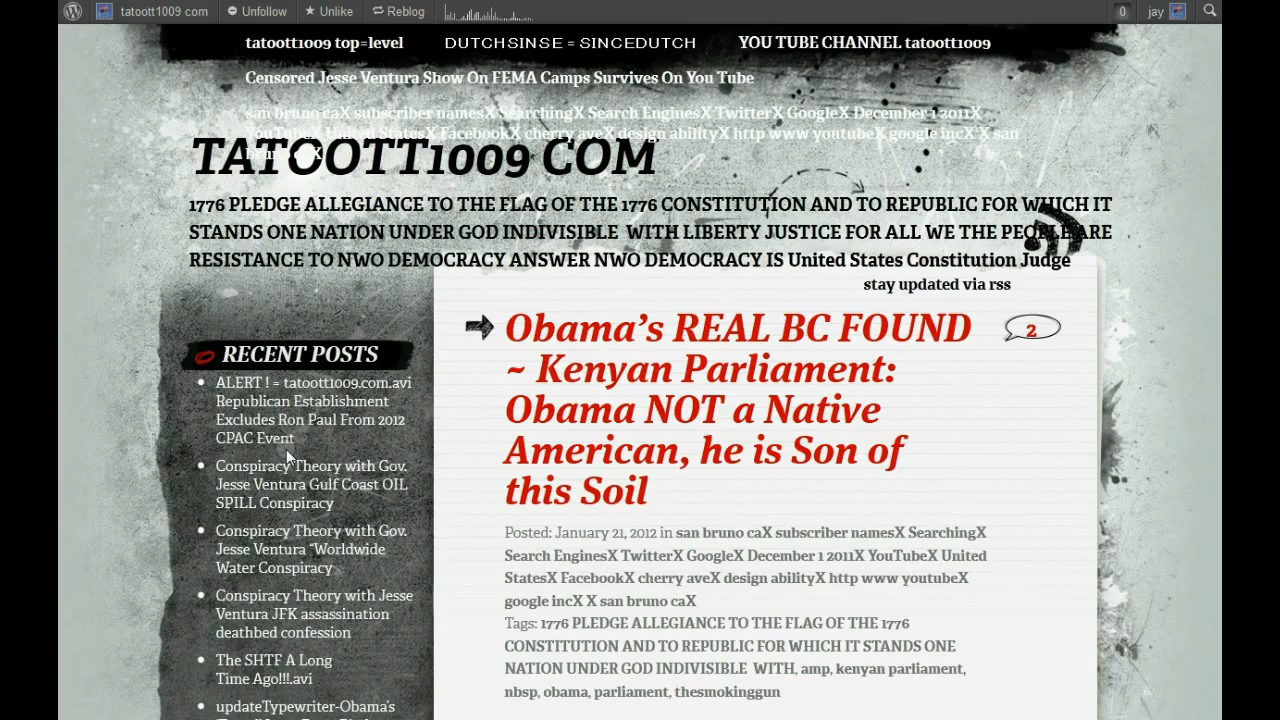 tatoott1009 com Unfollow Unlike Reblog 0 jay
tatoott1009 top=level DUTCHSINSE = SINCEDUTCH YOU TUBE CHANNEL tatoott1009
Censored Jesse Ventura Show On FEMA Camps Survives On You Tube
san bruno caX subscriber namesX SearchingX Search EnginesX TwitterX GoogleX December 1 2011X
YouTubeX United StatesX FacebookX cherry aveX design abilityX http www youtubeX google incX X san
bruno caX
TATOOTT1009 COM
1776 PLEDGE ALLEGIANCE TO THE FLAG OF THE 1776 CONSTITUTION AND TO REPUBLIC FOR WHICH IT
STANDS ONE NATION UNDER GOD INDIVISIBLE WITH LIBERTY JUSTICE FOR ALL WE THE PEOPLE ARE
RESISTANCE TO NWO DEMOCRACY ANSWER NWO DEMOCRACY IS United States Constitution Judge
stay updated via rss
RECENT POSTS
ALERT ! = tatoott1009.com.avi
Republican Establishment
Excludes Ron Paul From 2012
CPAC Event
Conspiracy Theory with Gov.
Jesse Ventura Gulf Coast OIL
SPILL Conspiracy
Conspiracy Theory with Gov.
Jesse Ventura “Worldwide
Water Conspiracy
Conspiracy Theory with Jesse
Ventura JFK assassination
deathbed confession
The SHTF A Long
Time Ago!!!.avi
updateTypewriter-Obama's
Obama’s REAL BC FOUND
2
~ Kenyan Parliament:
Obama NOT a Native
American, he is Son of
this Soil
Posted: January 21, 2012 in san bruno caX subscriber namesX SearchingX
Search EnginesX TwitterX GoogleX December 1 2011X YouTubeX United
StatesX FacebookX cherry aveX design abilityX http www youtubeX
google incX X san bruno caX
Tags: 1776 PLEDGE ALLEGIANCE TO THE FLAG OF THE 1776
CONSTITUTION AND TO REPUBLIC FOR WHICH IT STANDS ONE
NATION UNDER GOD INDIVISIBLE WITH, amp, kenyan parliament,
nbsp, obama, parliament, thesmokinggun